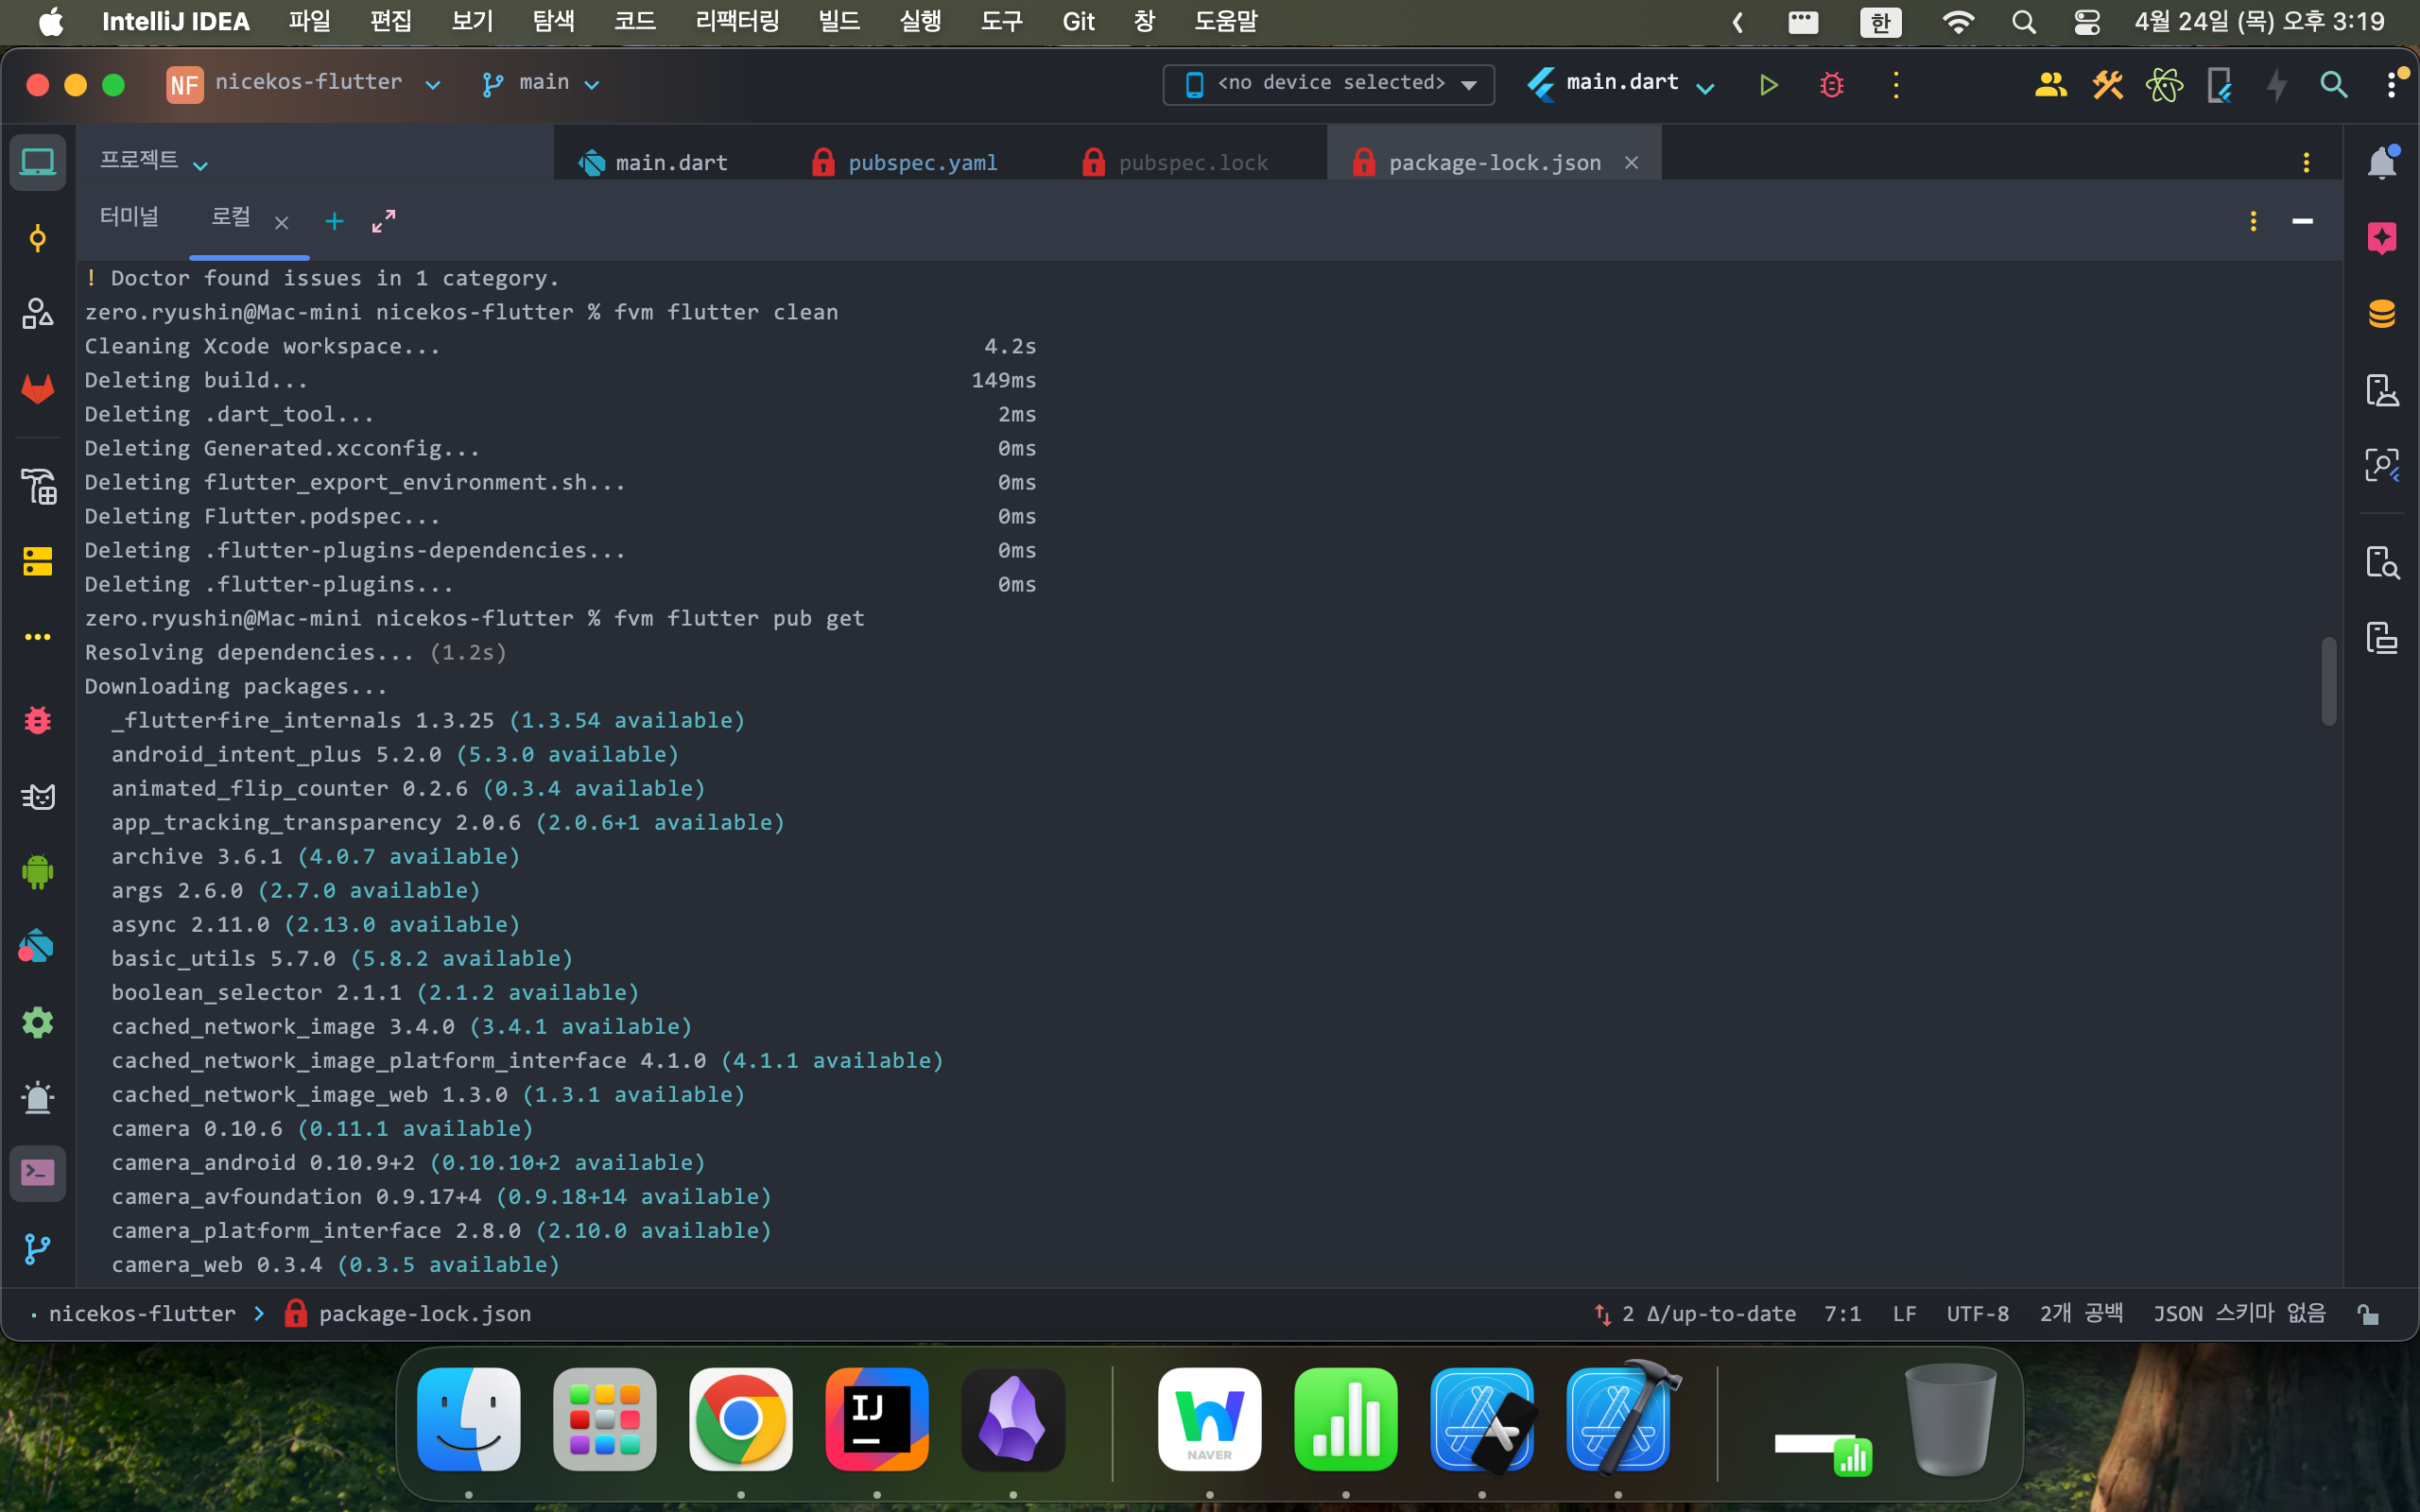 IntelliJ IDEA 파일 편집 보기 탐색 코드 리팩터링 빌드 실행 도구 Git 창 도움말 한 4월 24일 (목) 오후 3:19
NF nicekos-flutter main <no device selected> main.dart
프로젝트 main.dart pubspec.yaml pubspec.lock package-lock.json
터미널 로컬
! Doctor found issues in 1 category.
zero.ryushin@Mac-mini nicekos-flutter % fvm flutter clean
Cleaning Xcode workspace... 4.2s
Deleting build... 149ms
Deleting .dart_tool... 2ms
Deleting Generated.xcconfig... 0ms
Deleting flutter_export_environment.sh... 0ms
Deleting Flutter.podspec... 0ms
Deleting .flutter-plugins-dependencies... 0ms
Deleting .flutter-plugins... 0ms
zero.ryushin@Mac-mini nicekos-flutter % fvm flutter pub get
Resolving dependencies... (1.2s)
Downloading packages...
_flutterfire_internals 1.3.25 (1.3.54 available)
android_intent_plus 5.2.0 (5.3.0 available)
animated_flip_counter 0.2.6 (0.3.4 available)
app_tracking_transparency 2.0.6 (2.0.6+1 available)
archive 3.6.1 (4.0.7 available)
args 2.6.0 (2.7.0 available)
async 2.11.0 (2.13.0 available)
basic_utils 5.7.0 (5.8.2 available)
boolean_selector 2.1.1 (2.1.2 available)
cached_network_image 3.4.0 (3.4.1 available)
cached_network_image_platform_interface 4.1.0 (4.1.1 available)
cached_network_image_web 1.3.0 (1.3.1 available)
camera 0.10.6 (0.11.1 available)
camera_android 0.10.9+2 (0.10.10+2 available)
camera_avfoundation 0.9.17+4 (0.9.18+14 available)
camera_platform_interface 2.8.0 (2.10.0 available)
camera_web 0.3.4 (0.3.5 available)
nicekos-flutter package-lock.json 2 Δ/up-to-date 7:1 LF UTF-8 2개 공백 JSON 스키마 없음
IJ
NAVER